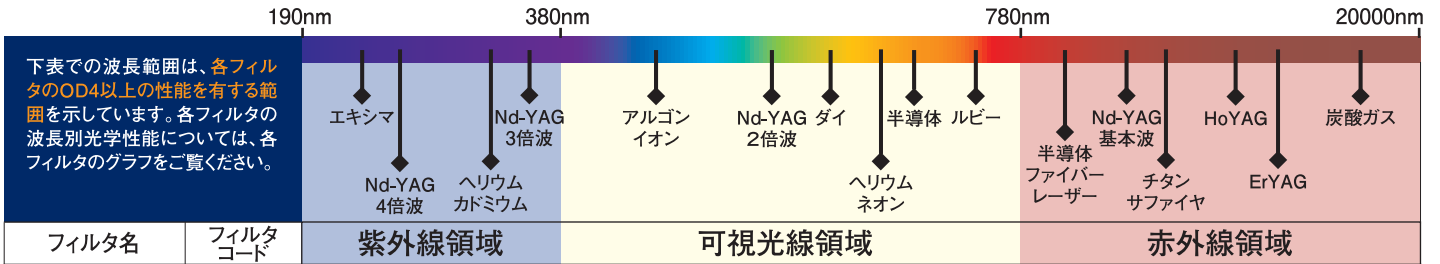 190nm
380nm
780nm
20000nm
下表での波長範囲は、各フィル
タのOD4以上の性能を有する範
囲を示しています。各フィルタの
波長別光学性能については、各
フィルタのグラフをご覧ください。
エキシマ
Nd-YAG
4倍波
ヘリウム
カドミウム
Nd-YAG
3倍波
アルゴン
イオン
Nd-YAG
2倍波
ダイ
ヘリウム
ネオン
半導体
ルビー
半導体
ファイバー
レーザー
Nd-YAG
基本波
チタン
サファイヤ
HoYAG
ErYAG
炭酸ガス
フィルタ名
フィルタ
コード
紫外線領域
可視光線領域
赤外線領域